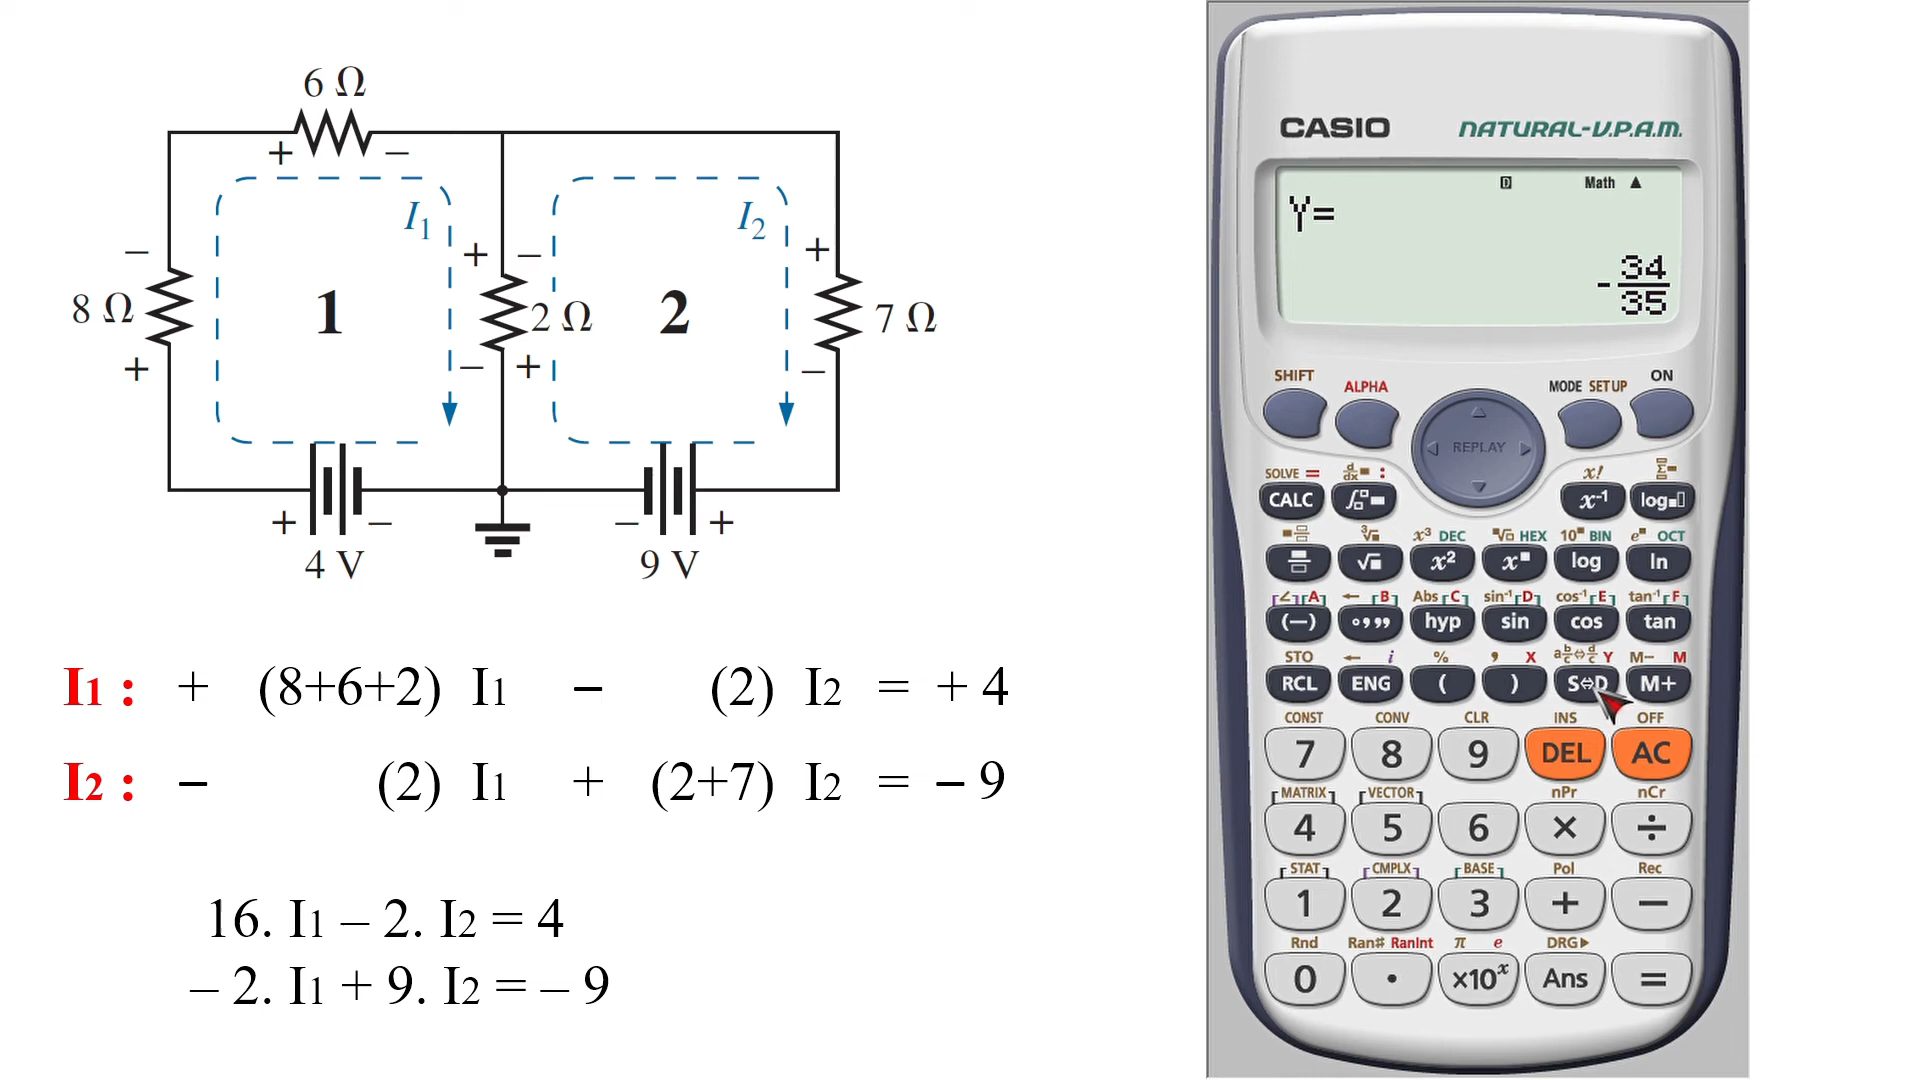 6 Ω
+ −
I1 I2
− + − +
8 Ω 1 2 Ω 2 7 Ω
+ − + −
+ − − +
4 V 9 V
I1 : + (8+6+2) I1 − (2) I2 = + 4
I2 : − (2) I1 + (2+7) I2 = − 9
16. I1 – 2. I2 = 4
– 2. I1 + 9. I2 = – 9
CASIO NATURAL-V.P.A.M.
D Math ▲
Y=
-34/35
SHIFT ALPHA MODE SETUP ON
REPLAY
SOLVE = d/dx : x! Σ
CALC ∫ x⁻¹ log
³√ x³ DEC √ HEX 10 BIN e OCT
√ x² x log ln
∠ A ← B Abs C sin⁻¹ D cos⁻¹ E tan⁻¹ F
(−) ° ’ ” hyp sin cos tan
STO ← i % , X a b/c⇔d/c Y M− M
RCL ENG ( ) S⇔D M+
CONST CONV CLR INS OFF
7 8 9 DEL AC
MATRIX VECTOR nPr nCr
4 5 6 × ÷
STAT CMPLX BASE Pol Rec
1 2 3 + −
Rnd Ran# RanInt π e DRG▶
0 . ×10ˣ Ans =